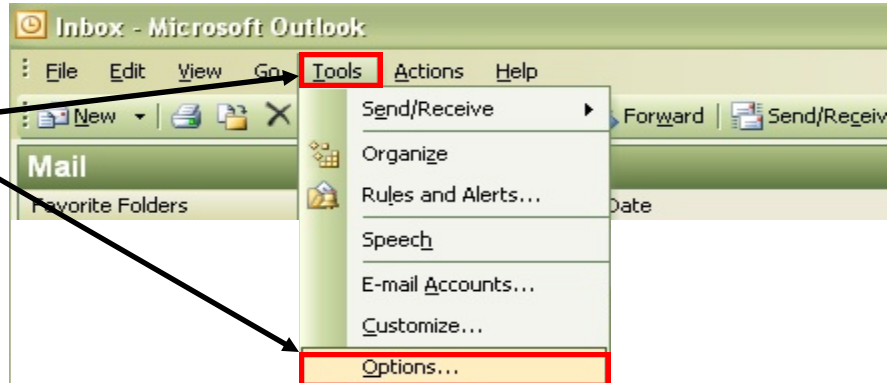 Inbox - Microsoft Outlook
File Edit View Go Tools Actions Help
New Forward Send/Receiv
Mail
Favorite Folders Date
Send/Receive
Organize
Rules and Alerts...
Speech
E-mail Accounts...
Customize...
Options...